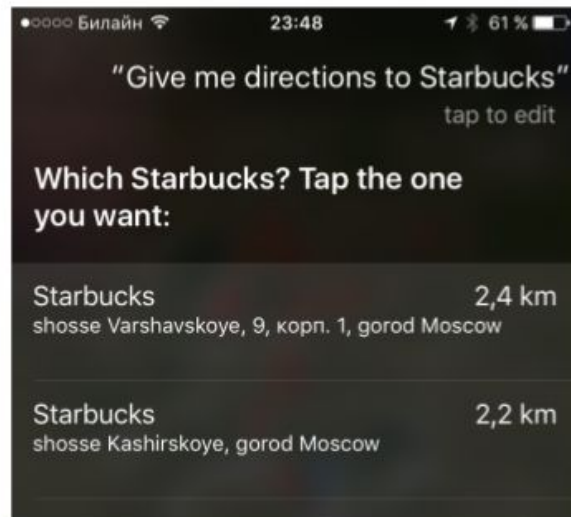 Билайн 23:48 61 %
“Give me directions to Starbucks”
tap to edit
Which Starbucks? Tap the one
you want:
Starbucks 2,4 km
shosse Varshavskoye, 9, корп. 1, gorod Moscow
Starbucks 2,2 km
shosse Kashirskoye, gorod Moscow